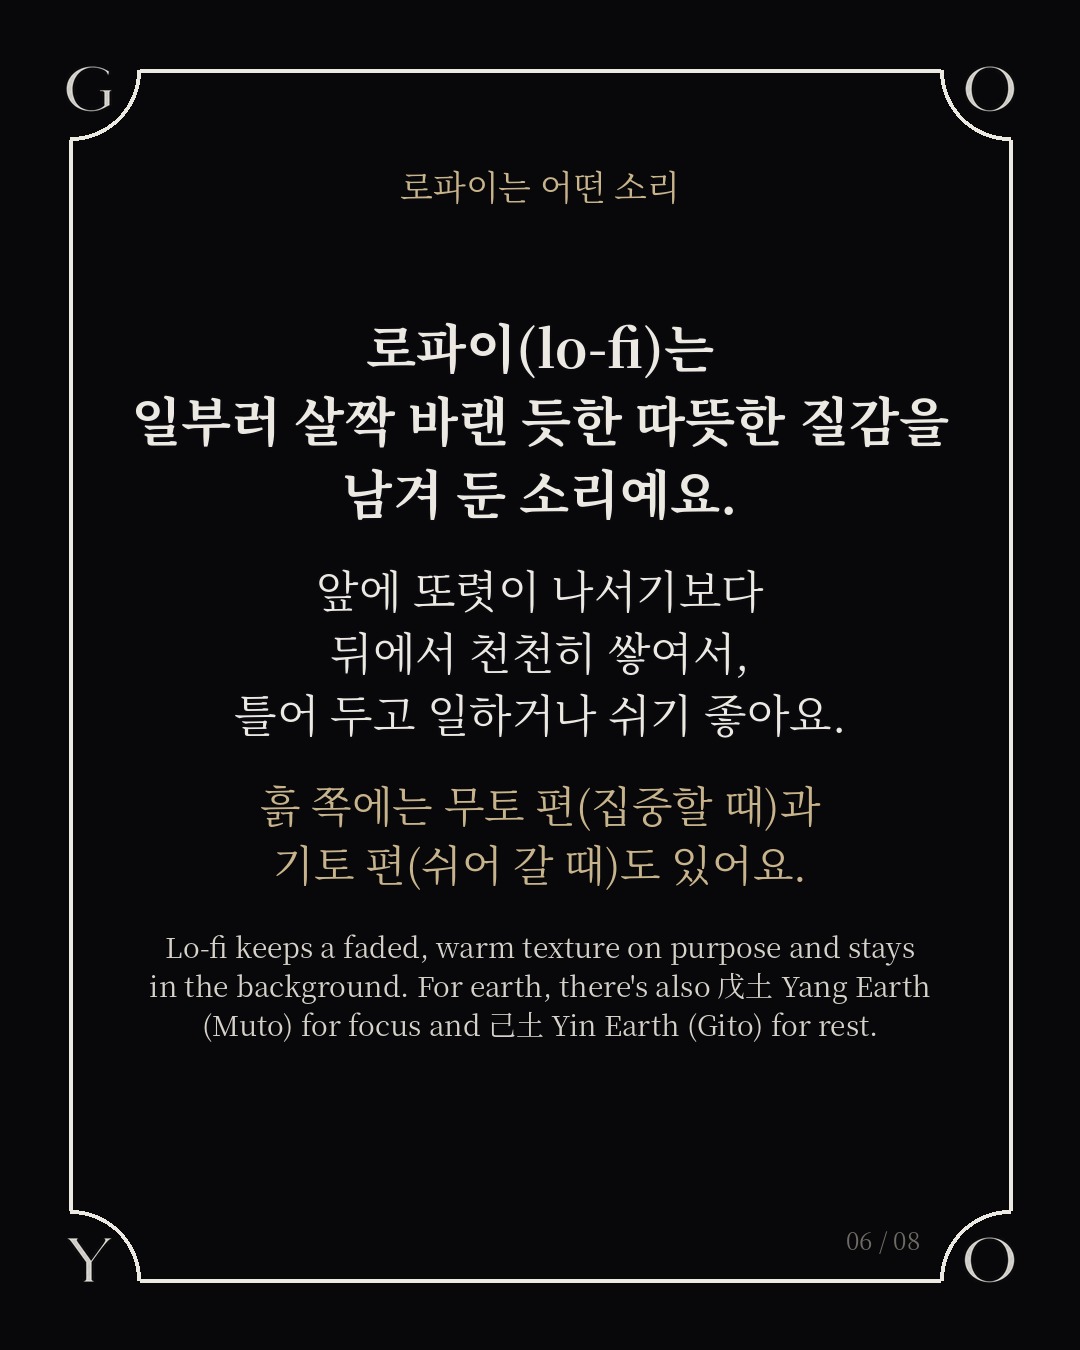 G O
로파이는 어떤 소리
로파이(lo-fi)는
일부러 살짝 바랜 듯한 따뜻한 질감을
남겨 둔 소리예요.
앞에 또렷이 나서기보다
뒤에서 천천히 쌓여서,
틀어 두고 일하거나 쉬기 좋아요.
흙 쪽에는 무토 편(집중할 때)과
기토 편(쉬어 갈 때)도 있어요.
Lo-fi keeps a faded, warm texture on purpose and stays
in the background. For earth, there's also 戊土 Yang Earth
(Muto) for focus and 己土 Yin Earth (Gito) for rest.
06 / 08
Y O